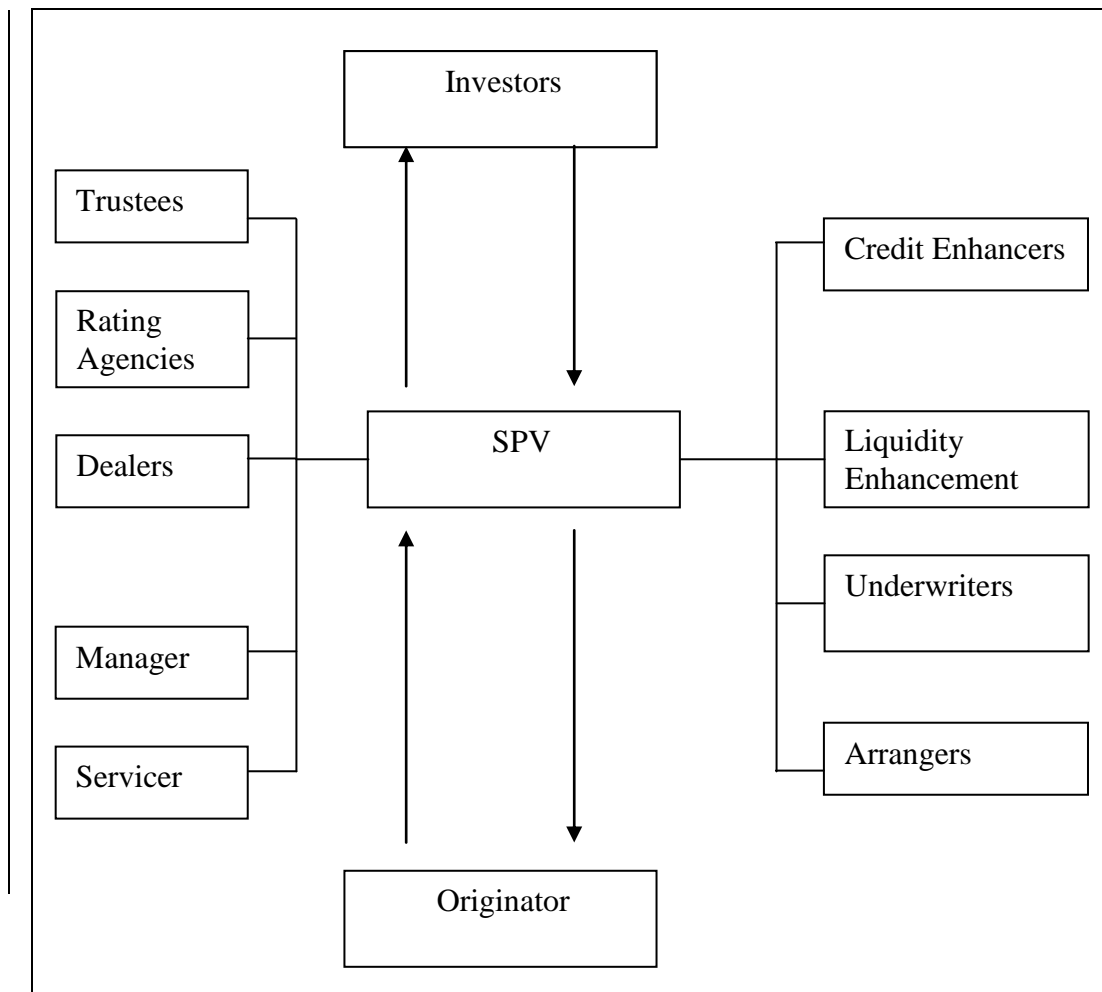 Investors
Trustees
Credit Enhancers
Rating
Agencies
SPV
Dealers
Liquidity
Enhancement
Underwriters
Manager
Servicer
Arrangers
Originator